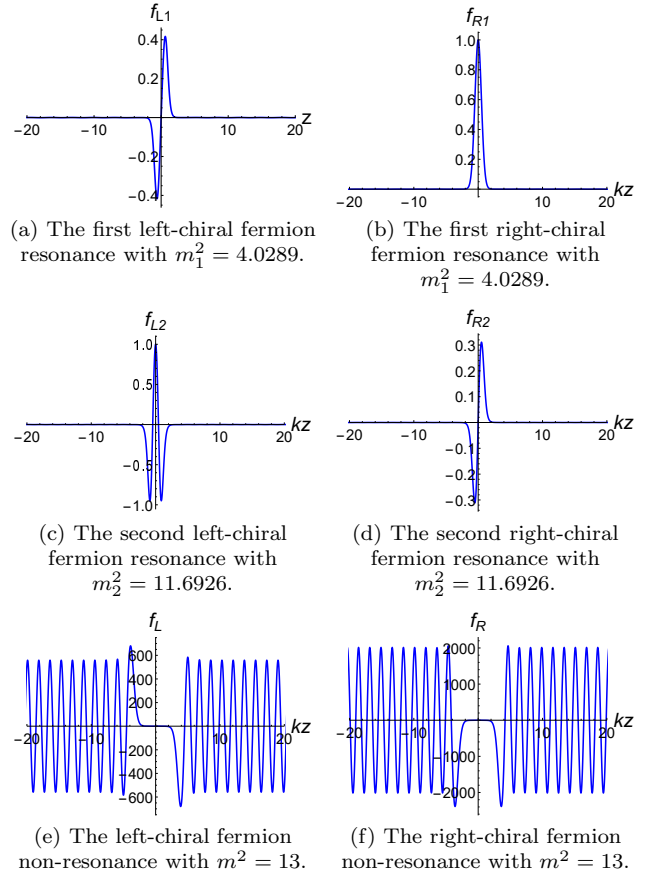 f_L1
0.4
0.2
−20 −10 10 20 z
−0.2
−0.4
(a) The first left-chiral fermion
resonance with m_1^2 = 4.0289.
f_R1
1.0
0.8
0.6
0.4
0.2
−20 −10 10 20 kz
(b) The first right-chiral
fermion resonance with
m_1^2 = 4.0289.
f_L2
1.0
0.5
−20 −10 10 20 kz
−0.5
−1.0
(c) The second left-chiral
fermion resonance with
m_2^2 = 11.6926.
f_R2
0.3
0.2
0.1
−20 −10 10 20 kz
−0.1
−0.2
−0.3
(d) The second right-chiral
fermion resonance with
m_2^2 = 11.6926.
f_L
600
400
200
−20 −10 10 20 kz
−200
−400
−600
(e) The left-chiral fermion
non-resonance with m^2 = 13.
f_R
2000
1000
−20 −10 10 20 kz
−1000
−2000
(f) The right-chiral fermion
non-resonance with m^2 = 13.